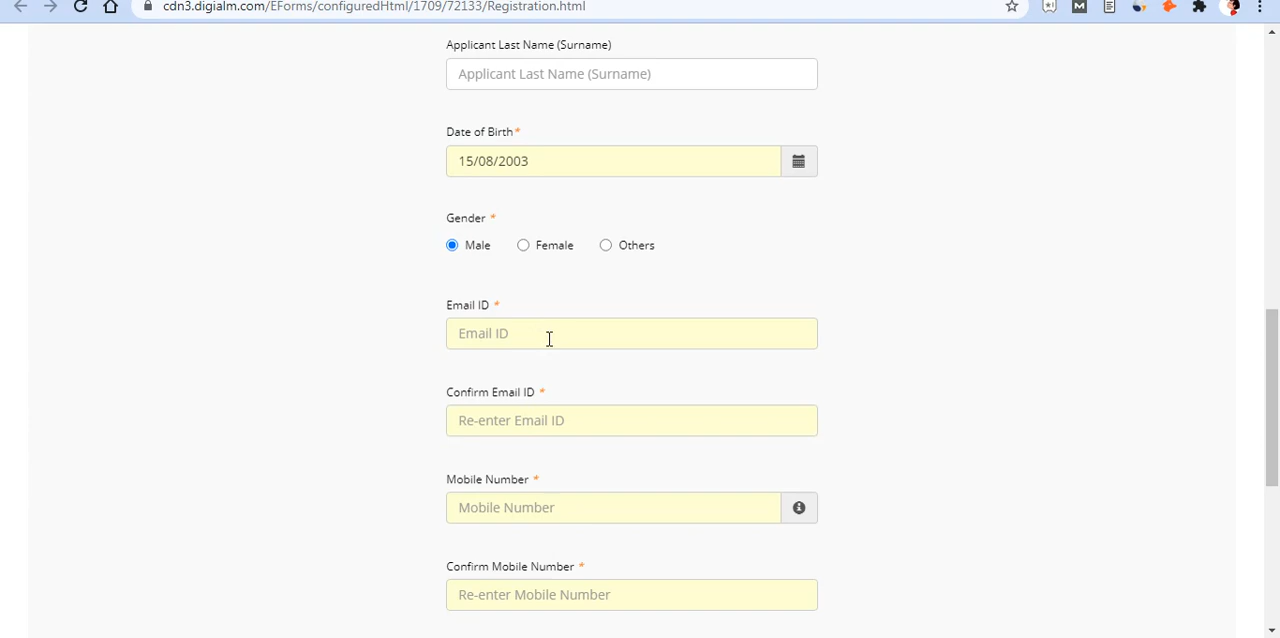 cdn3.digialm.com/EForms/configuredHtml/1709/72133/Registration.html
Applicant Last Name (Surname)
Applicant Last Name (Surname)
Date of Birth*
15/08/2003
Gender *
Male Female Others
Email ID *
Email ID
Confirm Email ID *
Re-enter Email ID
Mobile Number *
Mobile Number
Confirm Mobile Number *
Re-enter Mobile Number